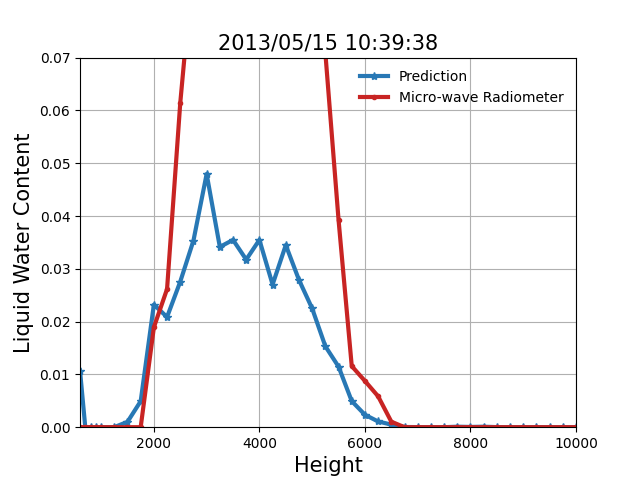 2013/05/15 10:39:38
0.07
0.06
0.05
0.04
0.03
0.02
0.01
0.00
Liquid Water Content
Prediction
Micro-wave Radiometer
2000 4000 6000 8000 10000
Height